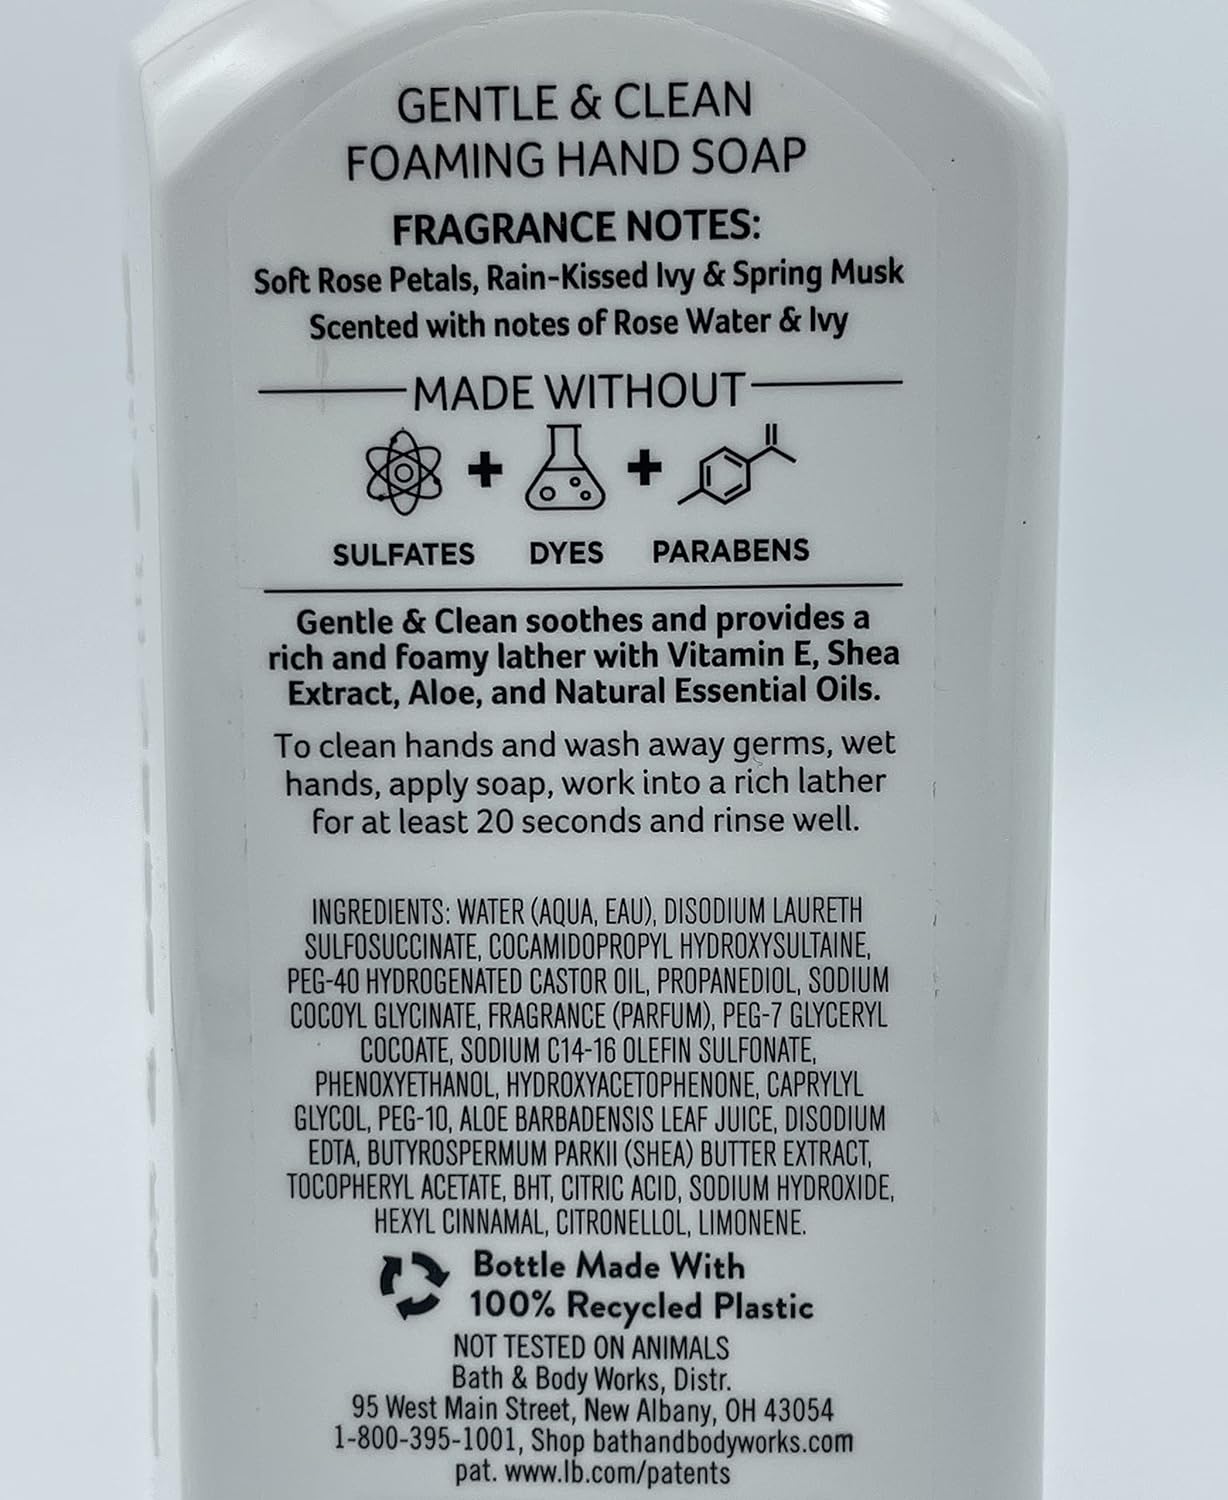 GENTLE & CLEAN
FOAMING HAND SOAP
FRAGRANCE NOTES:
Soft Rose Petals, Rain-Kissed Ivy & Spring Musk
Scented with notes of Rose Water & Ivy
MADE WITHOUT
SULFATES + DYES + PARABENS
Gentle & Clean soothes and provides a
rich and foamy lather with Vitamin E, Shea
Extract, Aloe, and Natural Essential Oils.
To clean hands and wash away germs, wet
hands, apply soap, work into a rich lather
for at least 20 seconds and rinse well.
INGREDIENTS: WATER (AQUA, EAU), DISODIUM LAURETH
SULFOSUCCINATE, COCAMIDOPROPYL HYDROXYSULTAINE,
PEG-40 HYDROGENATED CASTOR OIL, PROPANEDIOL, SODIUM
COCOYL GLYCINATE, FRAGRANCE (PARFUM), PEG-7 GLYCERYL
COCOATE, SODIUM C14-16 OLEFIN SULFONATE,
PHENOXYETHANOL, HYDROXYACETOPHENONE, CAPRYLYL
GLYCOL, PEG-10, ALOE BARBADENSIS LEAF JUICE, DISODIUM
EDTA, BUTYROSPERMUM PARKII (SHEA) BUTTER EXTRACT,
TOCOPHERYL ACETATE, BHT, CITRIC ACID, SODIUM HYDROXIDE,
HEXYL CINNAMAL, CITRONELLOL, LIMONENE.
Bottle Made With
100% Recycled Plastic
NOT TESTED ON ANIMALS
Bath & Body Works, Distr.
95 West Main Street, New Albany, OH 43054
1-800-395-1001, Shop bathandbodyworks.com
pat. www.lb.com/patents